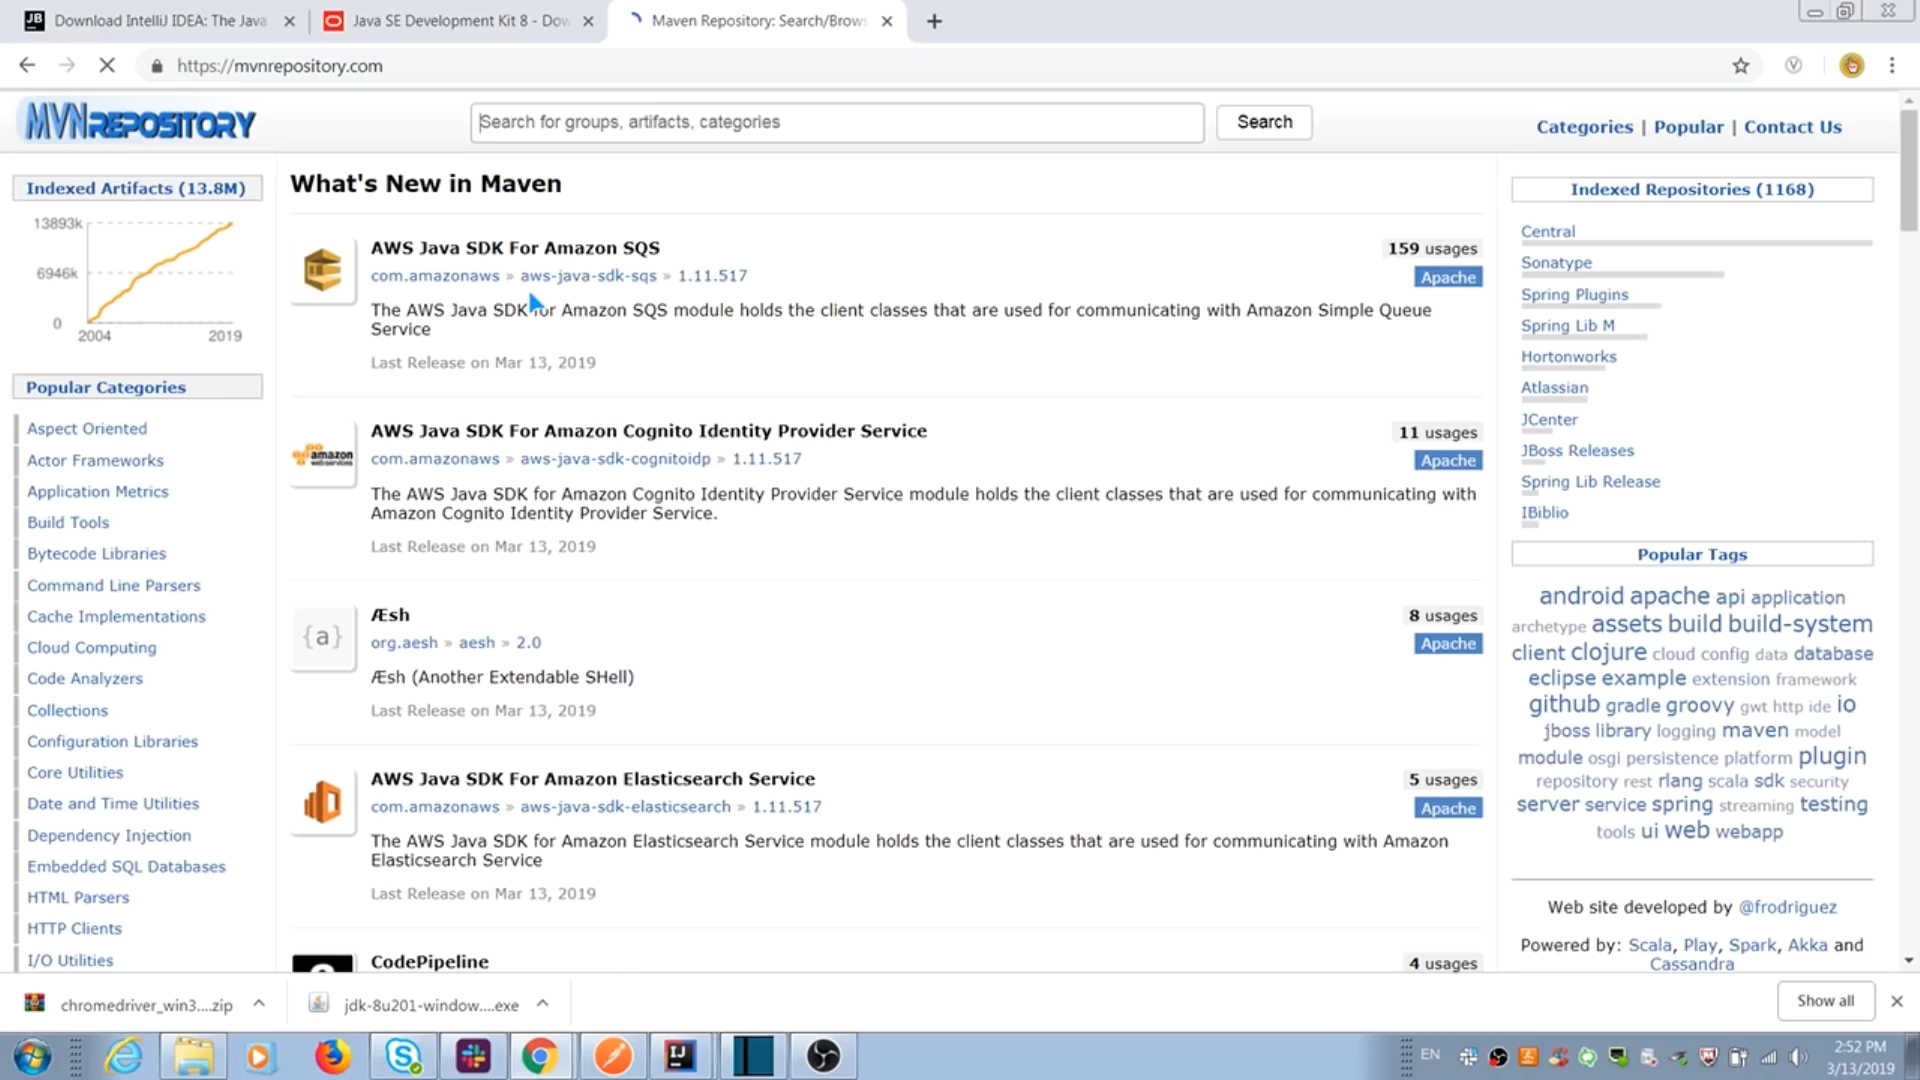 Download IntelliJ IDEA: The Java
Java SE Development Kit 8 - Dow
Maven Repository: Search/Brows
https://mvnrepository.com
MVNREPOSITORY
Search for groups, artifacts, categories
Search
Categories | Popular | Contact Us
Indexed Artifacts (13.8M)
13893k
6946k
0
2004
2019
Popular Categories
Aspect Oriented
Actor Frameworks
Application Metrics
Build Tools
Bytecode Libraries
Command Line Parsers
Cache Implementations
Cloud Computing
Code Analyzers
Collections
Configuration Libraries
Core Utilities
Date and Time Utilities
Dependency Injection
Embedded SQL Databases
HTML Parsers
HTTP Clients
I/O Utilities
What's New in Maven
AWS Java SDK For Amazon SQS
159 usages
com.amazonaws » aws-java-sdk-sqs » 1.11.517
Apache
The AWS Java SDK for Amazon SQS module holds the client classes that are used for communicating with Amazon Simple Queue
Service
Last Release on Mar 13, 2019
AWS Java SDK For Amazon Cognito Identity Provider Service
11 usages
com.amazonaws » aws-java-sdk-cognitoidp » 1.11.517
Apache
amazon
The AWS Java SDK for Amazon Cognito Identity Provider Service module holds the client classes that are used for communicating with
Amazon Cognito Identity Provider Service.
Last Release on Mar 13, 2019
Æsh
8 usages
{a}
org.aesh » aesh » 2.0
Apache
Æsh (Another Extendable SHell)
Last Release on Mar 13, 2019
AWS Java SDK For Amazon Elasticsearch Service
5 usages
com.amazonaws » aws-java-sdk-elasticsearch » 1.11.517
Apache
The AWS Java SDK for Amazon Elasticsearch Service module holds the client classes that are used for communicating with Amazon
Elasticsearch Service
Last Release on Mar 13, 2019
CodePipeline
4 usages
Indexed Repositories (1168)
Central
Sonatype
Spring Plugins
Spring Lib M
Hortonworks
Atlassian
JCenter
JBoss Releases
Spring Lib Release
IBiblio
Popular Tags
android apache api application
archetype assets build build-system
client clojure cloud config data database
eclipse example extension framework
github gradle groovy gwt http ide io
jboss library logging maven model
module osgi persistence platform plugin
repository rest rlang scala sdk security
server service spring streaming testing
tools ui web webapp
Web site developed by @frodriguez
Powered by: Scala, Play, Spark, Akka and
Cassandra
chromedriver_win3....zip
jdk-8u201-window....exe
Show all
EN
2:52 PM
3/13/2019